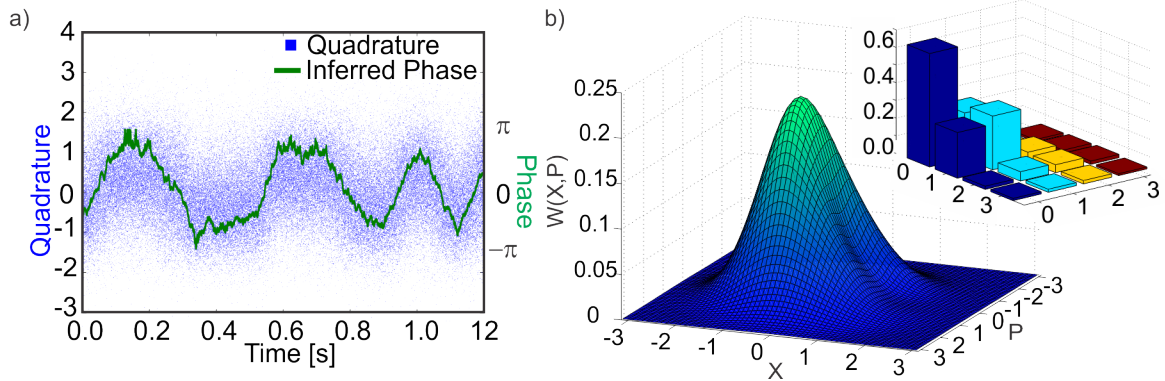 a)
4
3
2
1
0
-1
-2
-3
Quadrature
Quadrature
Inferred Phase
π
0
−π
Phase
0.0 0.2 0.4 0.6 0.8 1.0 12
Time [s]
b)
0.25
0.2
0.15
0.1
0.05
0
W(X,P)
-3 -2 -1 0 1 2 3
X
3 2 1 0 -1 -2 -3
P
0.6
0.4
0.2
0.0
0 1 2 3
0 1 2 3